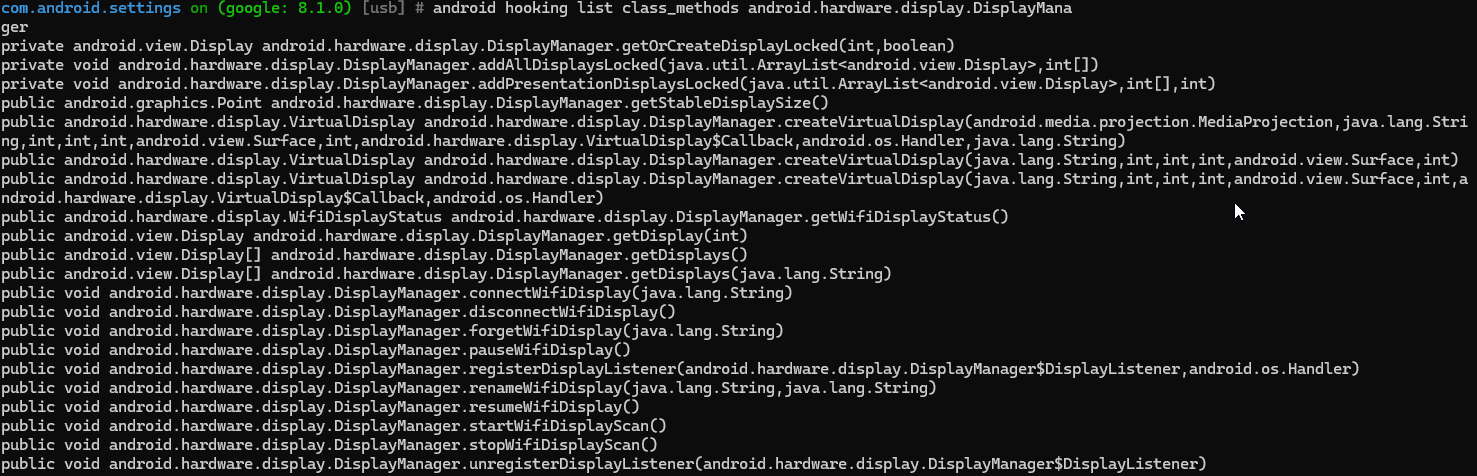 com.android.settings on (google: 8.1.0) [usb] # android hooking list class_methods android.hardware.display.DisplayMana
ger
private android.view.Display android.hardware.display.DisplayManager.getOrCreateDisplayLocked(int,boolean)
private void android.hardware.display.DisplayManager.addAllDisplaysLocked(java.util.ArrayList<android.view.Display>,int[])
private void android.hardware.display.DisplayManager.addPresentationDisplaysLocked(java.util.ArrayList<android.view.Display>,int[],int)
public android.graphics.Point android.hardware.display.DisplayManager.getStableDisplaySize()
public android.hardware.display.VirtualDisplay android.hardware.display.DisplayManager.createVirtualDisplay(android.media.projection.MediaProjection,java.lang.Stri
ng,int,int,int,android.view.Surface,int,android.hardware.display.VirtualDisplay$Callback,android.os.Handler,java.lang.String)
public android.hardware.display.VirtualDisplay android.hardware.display.DisplayManager.createVirtualDisplay(java.lang.String,int,int,int,android.view.Surface,int)
public android.hardware.display.VirtualDisplay android.hardware.display.DisplayManager.createVirtualDisplay(java.lang.String,int,int,int,android.view.Surface,int,a
ndroid.hardware.display.VirtualDisplay$Callback,android.os.Handler)
public android.hardware.display.WifiDisplayStatus android.hardware.display.DisplayManager.getWifiDisplayStatus()
public android.view.Display android.hardware.display.DisplayManager.getDisplay(int)
public android.view.Display[] android.hardware.display.DisplayManager.getDisplays()
public android.view.Display[] android.hardware.display.DisplayManager.getDisplays(java.lang.String)
public void android.hardware.display.DisplayManager.connectWifiDisplay(java.lang.String)
public void android.hardware.display.DisplayManager.disconnectWifiDisplay()
public void android.hardware.display.DisplayManager.forgetWifiDisplay(java.lang.String)
public void android.hardware.display.DisplayManager.pauseWifiDisplay()
public void android.hardware.display.DisplayManager.registerDisplayListener(android.hardware.display.DisplayManager$DisplayListener,android.os.Handler)
public void android.hardware.display.DisplayManager.renameWifiDisplay(java.lang.String,java.lang.String)
public void android.hardware.display.DisplayManager.resumeWifiDisplay()
public void android.hardware.display.DisplayManager.startWifiDisplayScan()
public void android.hardware.display.DisplayManager.stopWifiDisplayScan()
public void android.hardware.display.DisplayManager.unregisterDisplayListener(android.hardware.display.DisplayManager$DisplayListener)